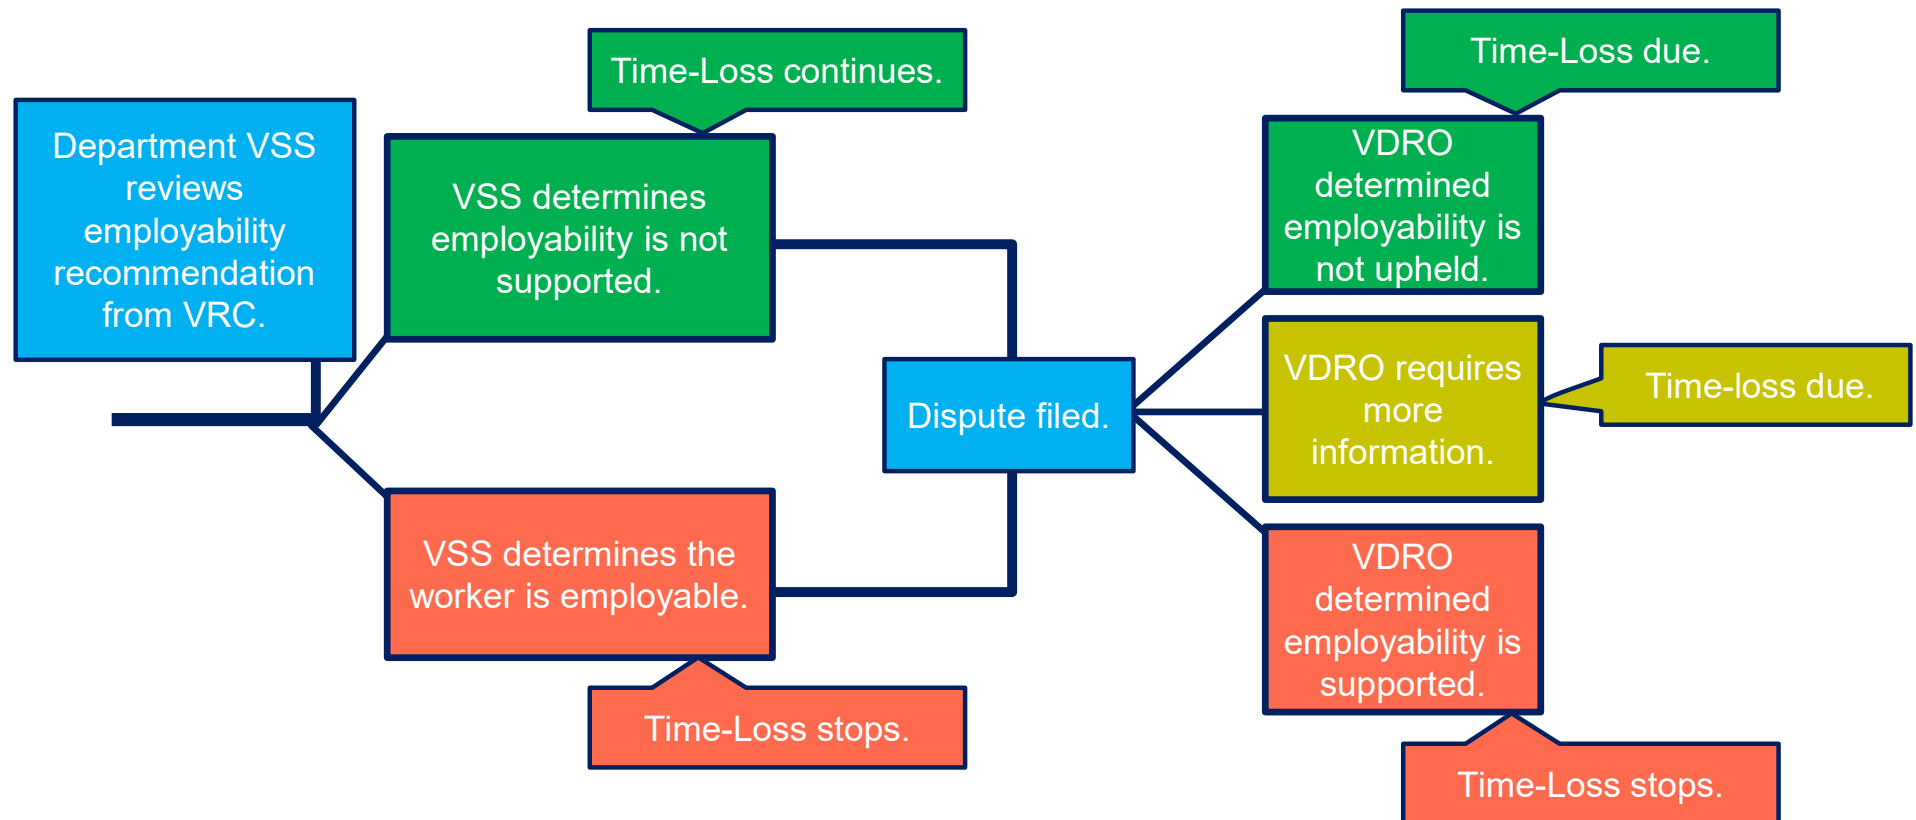 Department VSS
reviews
employability
recommendation
from VRC.
Time-Loss continues.
VSS determines
employability is not
supported.
VSS determines the
worker is employable.
Time-Loss stops.
Dispute filed.
Time-Loss due.
VDRO
determined
employability is
not upheld.
VDRO requires
more
information.
Time-loss due.
VDRO
determined
employability is
supported.
Time-Loss stops.